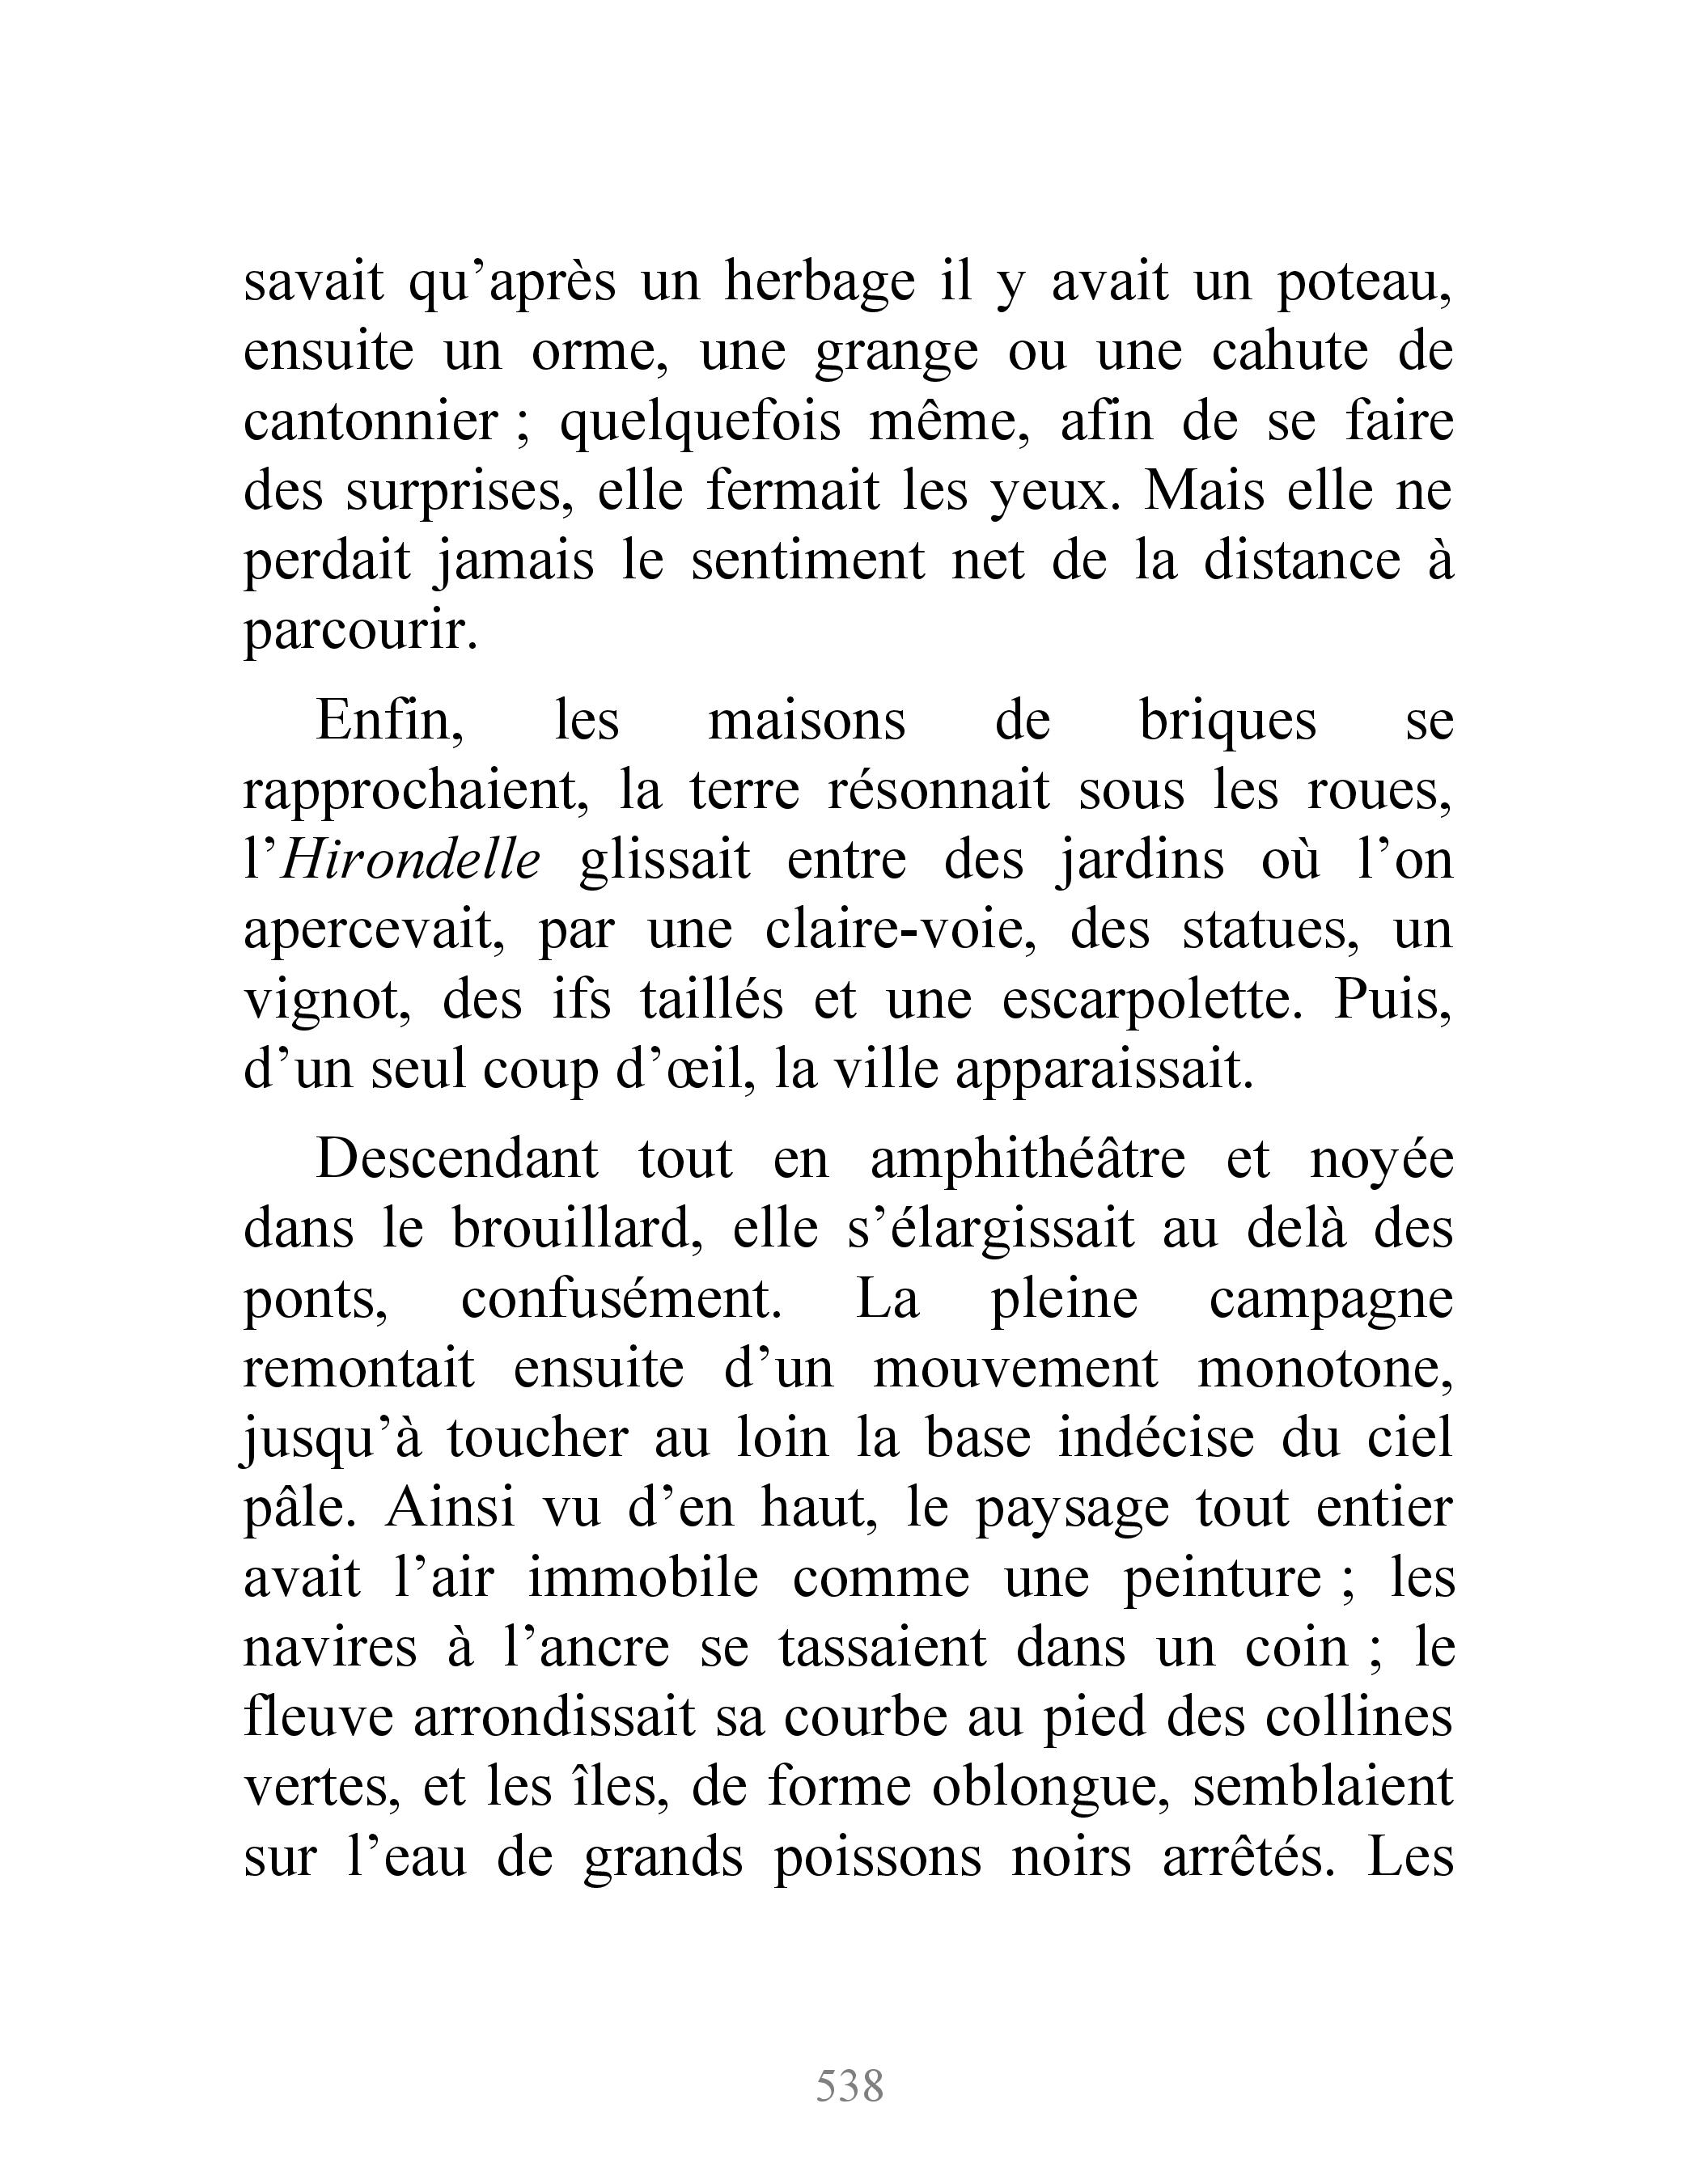 savait qu’après un herbage il y avait un poteau,
ensuite un orme, une grange ou une cahute de
cantonnier ; quelquefois même, afin de se faire
des surprises, elle fermait les yeux. Mais elle ne
perdait jamais le sentiment net de la distance à
parcourir.
Enfin, les maisons de briques se
rapprochaient, la terre résonnait sous les roues,
l’Hirondelle glissait entre des jardins où l’on
apercevait, par une claire-voie, des statues, un
vignot, des ifs taillés et une escarpolette. Puis,
d’un seul coup d’œil, la ville apparaissait.
Descendant tout en amphithéâtre et noyée
dans le brouillard, elle s’élargissait au delà des
ponts, confusément. La pleine campagne
remontait ensuite d’un mouvement monotone,
jusqu’à toucher au loin la base indécise du ciel
pâle. Ainsi vu d’en haut, le paysage tout entier
avait l’air immobile comme une peinture ; les
navires à l’ancre se tassaient dans un coin ; le
fleuve arrondissait sa courbe au pied des collines
vertes, et les îles, de forme oblongue, semblaient
sur l’eau de grands poissons noirs arrêtés. Les
538